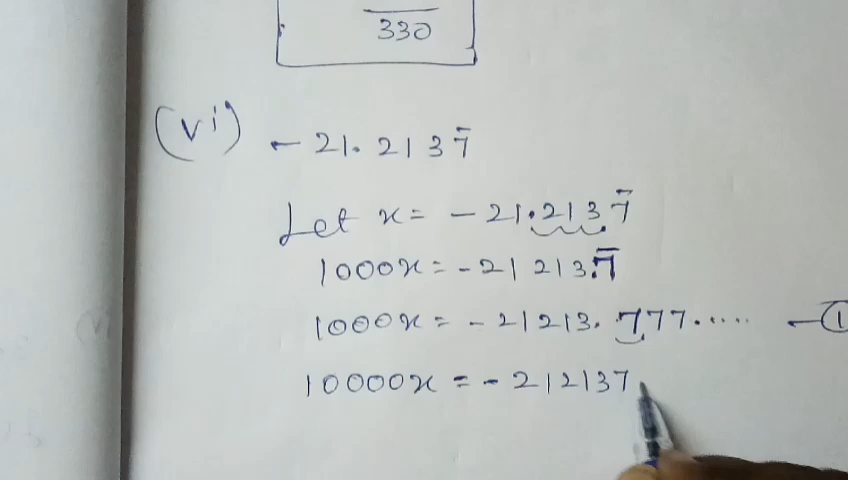 330
(vi) - 21.2137̅
Let x = - 21.2137̅
1000x = - 21213.7̅
1000x = - 21213.777...... - ①
10000x = - 212137